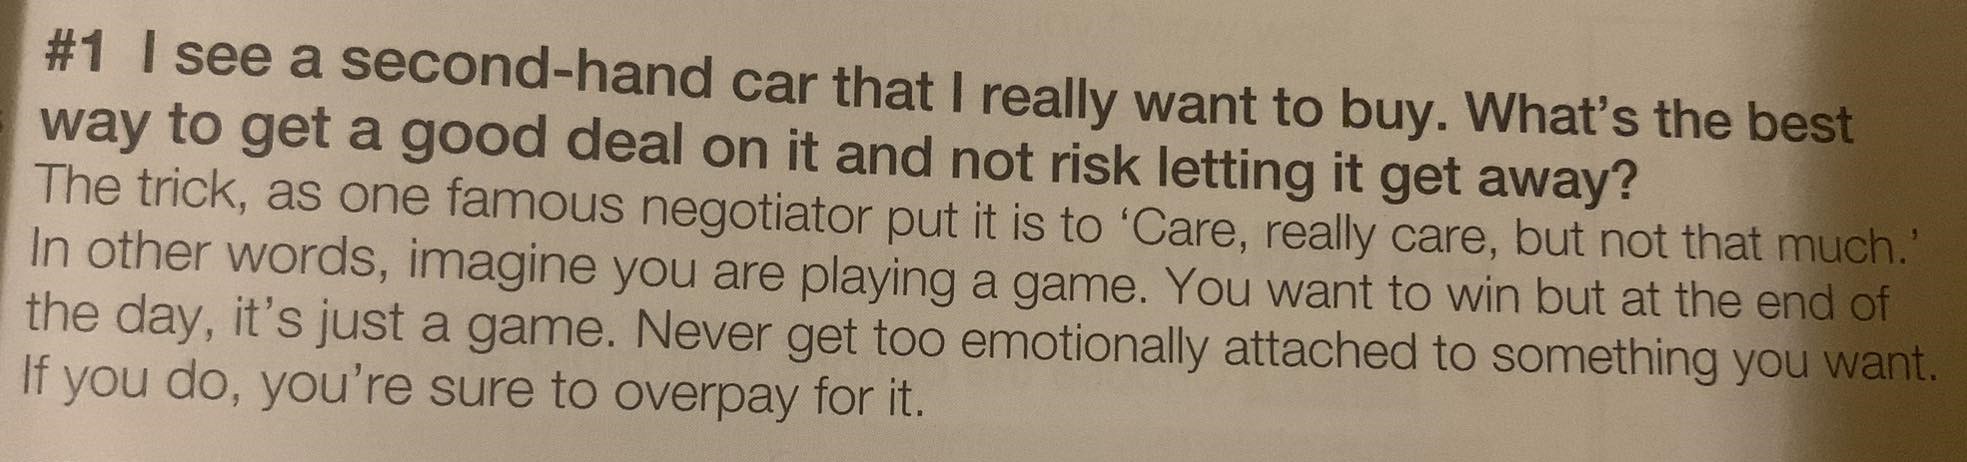 #1 I see a second-hand car that I really want to buy. What's the best
way to get a good deal on it and not risk letting it get away?
The trick, as one famous negotiator put it is to ‘Care, really care, but not that much.’
In other words, imagine you are playing a game. You want to win but at the end of
the day, it's just a game. Never get too emotionally attached to something you want.
If you do, you're sure to overpay for it.